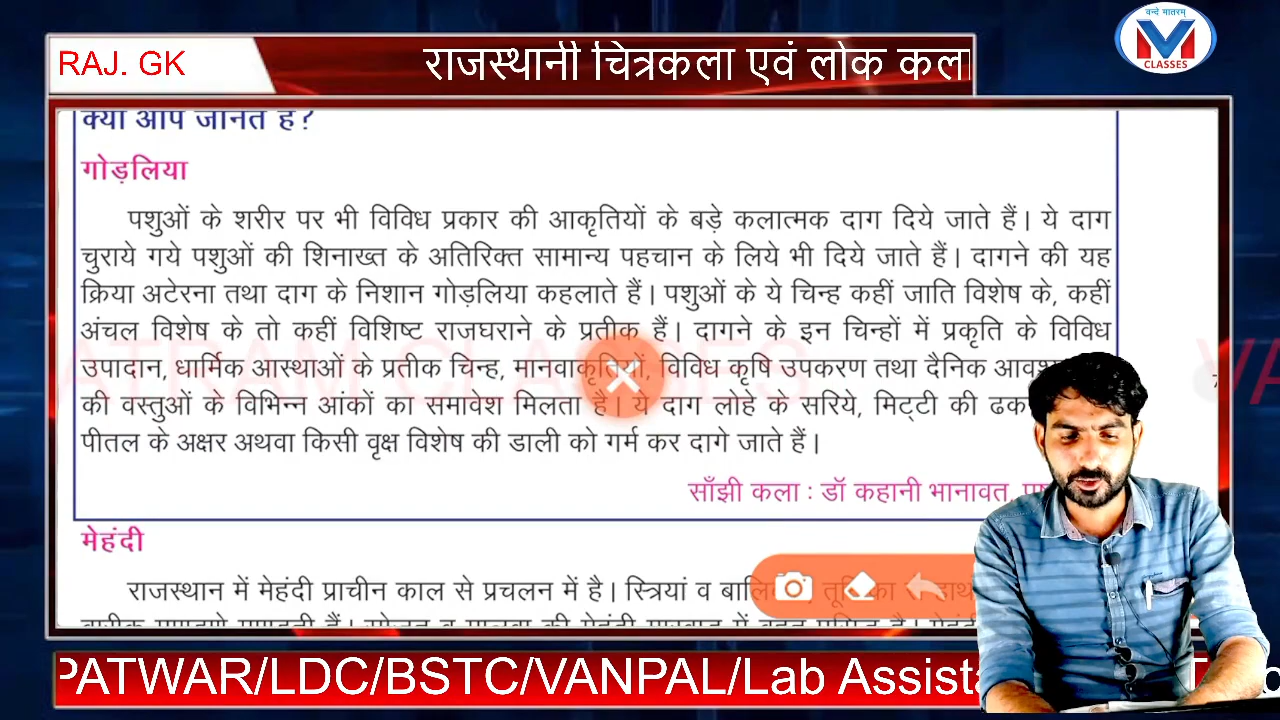 वन्दे मातरम्
CLASSES
RAJ. GK
राजस्थानी चित्रकला एवं लोक कला
क्या आप जानते हैं?
गोड़लिया
पशुओं के शरीर पर भी विविध प्रकार की आकृतियों के बड़े कलात्मक दाग दिये जाते हैं। ये दाग
चुराये गये पशुओं की शिनाख्त के अतिरिक्त सामान्य पहचान के लिये भी दिये जाते हैं। दागने की यह
क्रिया अटेरना तथा दाग के निशान गोड़लिया कहलाते हैं। पशुओं के ये चिन्ह कहीं जाति विशेष के, कहीं
अंचल विशेष के तो कहीं विशिष्ट राजघराने के प्रतीक हैं। दागने के इन चिन्हों में प्रकृति के विविध
उपादान, धार्मिक आस्थाओं के प्रतीक चिन्ह, मानवाकृतियों, विविध कृषि उपकरण तथा दैनिक
की वस्तुओं के विभिन्न आंकों का समावेश मिलता है। ये दाग लोहे के सरिये, मिट्टी की
पीतल के अक्षर अथवा किसी वृक्ष विशेष की डाली को गर्म कर दागे जाते हैं।
साँझी कला : डॉ कहानी भानावत,
मेहंदी
राजस्थान में मेहंदी प्राचीन काल से प्रचलन में है। स्त्रियां व
PATWAR/LDC/BSTC/VANPAL/Lab